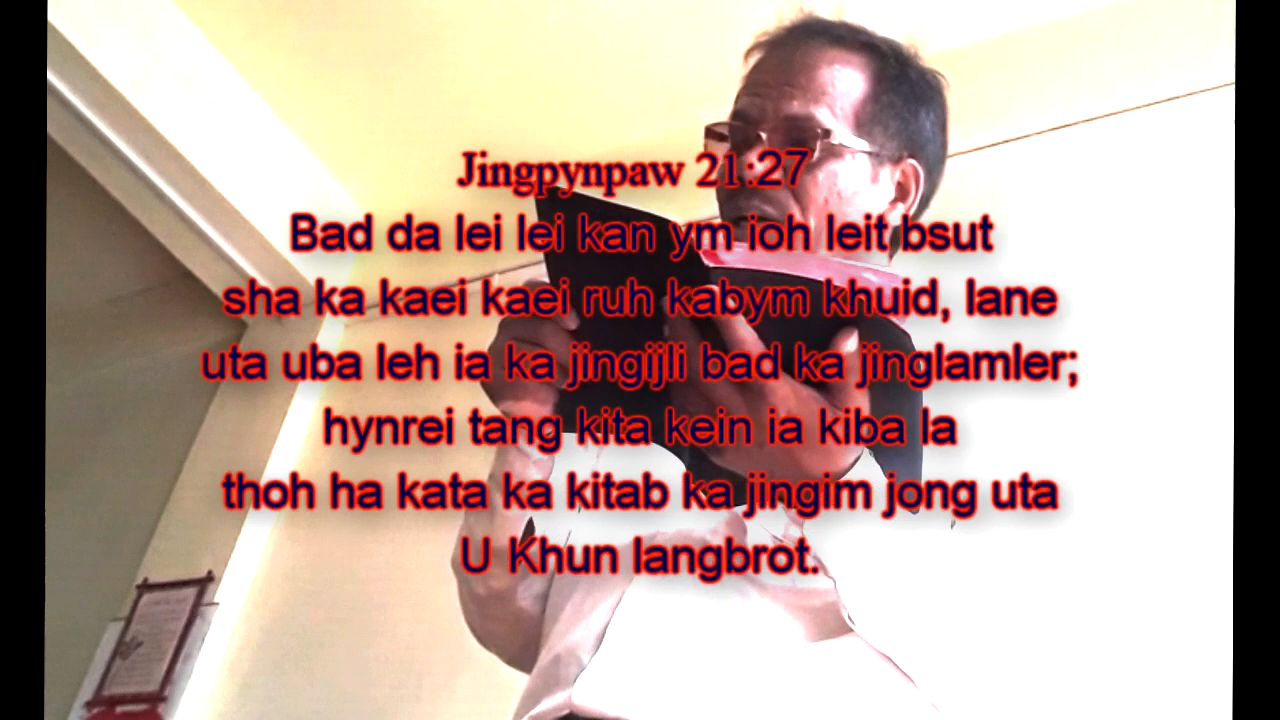 Jingpynpaw 21:27
Bad da lei lei kan ym ioh leit bsut
sha ka kaei kaei ruh kabym khuid, lane
uta uba leh ia ka jingijli bad ka jinglamler;
hynrei tang kita kein ia kiba la
thoh ha kata ka kitab ka jingim jong uta
U Khun langbrot.